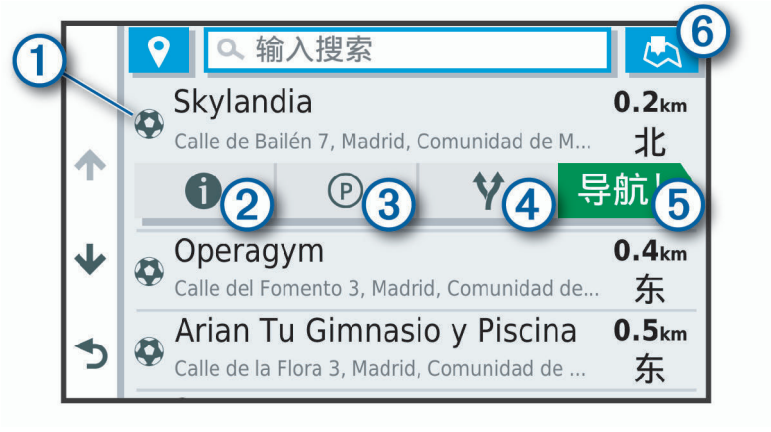 6
输入搜索
1
Skylandia
0.2km
Calle de Bailén 7, Madrid, Comunidad de M...
北
i
2
P
3
4
导航!
5
Operagym
0.4km
Calle del Fomento 3, Madrid, Comunidad de...
东
Arian Tu Gimnasio y Piscina
0.5km
Calle de la Flora 3, Madrid, Comunidad de ...
东